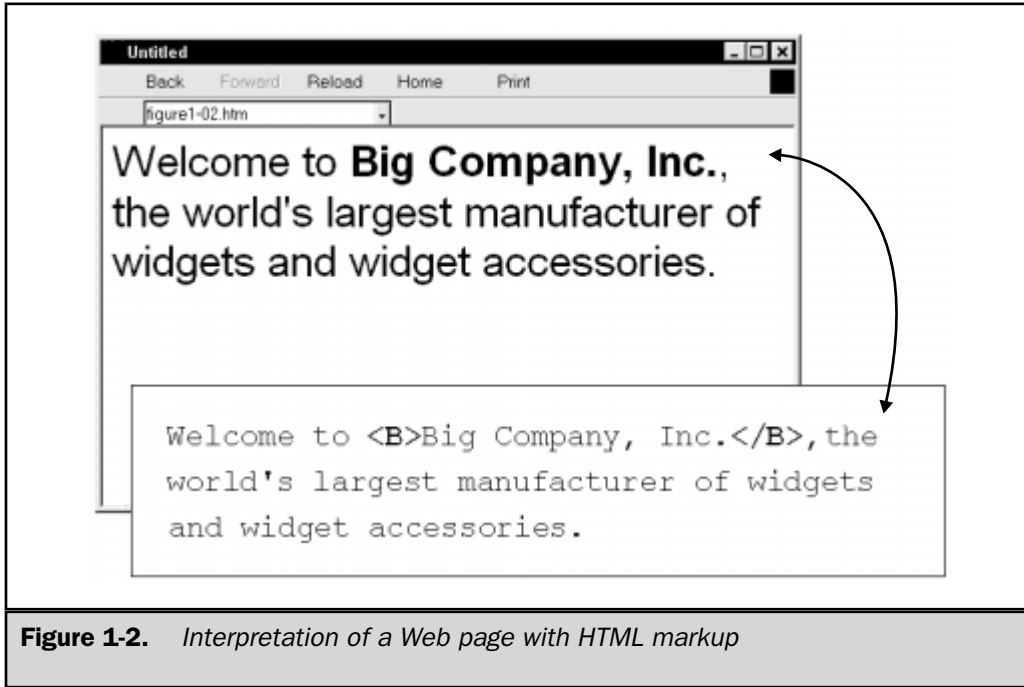 Untitled
Back Forward Reload Home Print
figure1-02.htm
Welcome to Big Company, Inc.,
the world's largest manufacturer of
widgets and widget accessories.
Welcome to <B>Big Company, Inc.</B>,the
world's largest manufacturer of widgets
and widget accessories.
Figure 1-2. Interpretation of a Web page with HTML markup